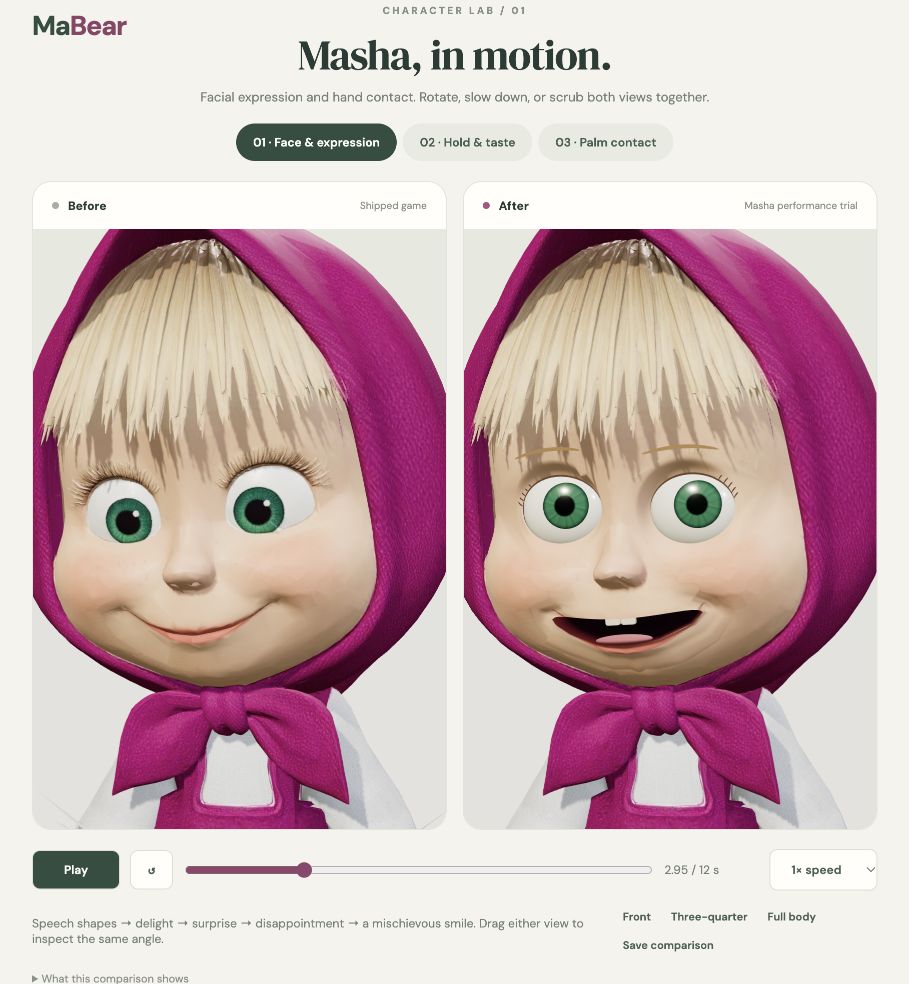 CHARACTER LAB / 01
MaBear
Masha, in motion.
Facial expression and hand contact. Rotate, slow down, or scrub both views together.
01 · Face & expression
02 · Hold & taste
03 · Palm contact
Before
Shipped game
After
Masha performance trial
Play
↺
2.95 / 12 s
1× speed
Speech shapes → delight → surprise → disappointment → a mischievous smile. Drag either view to
inspect the same angle.
Front
Three-quarter
Full body
Save comparison
What this comparison shows